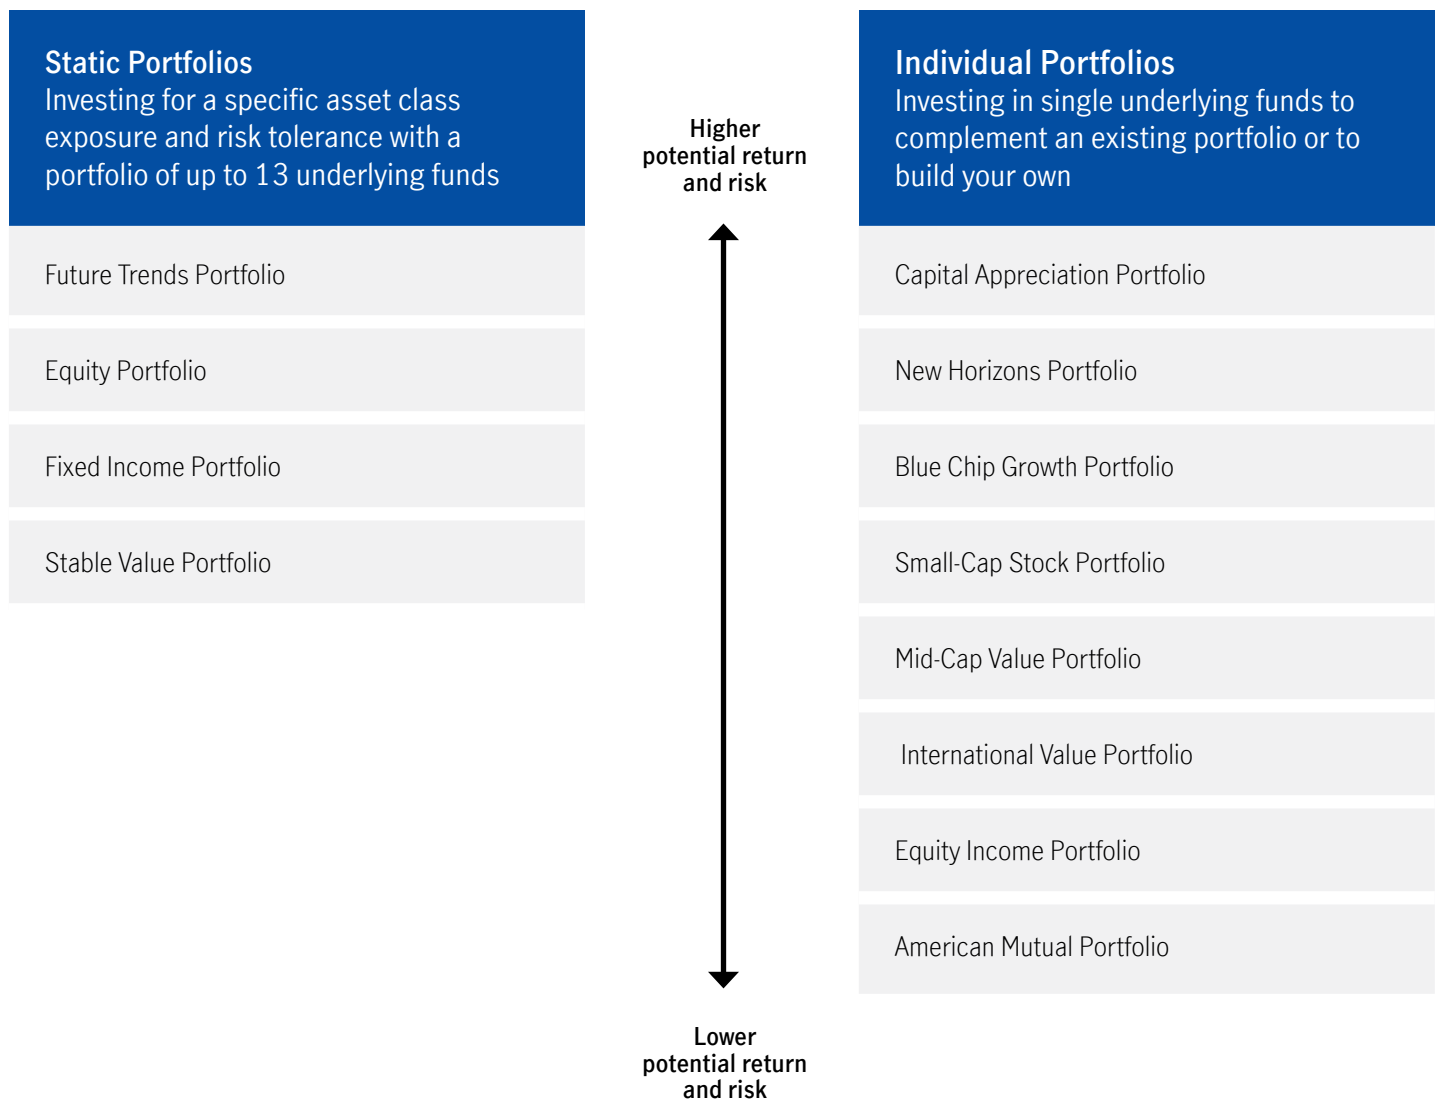 Static Portfolios
Investing for a specific asset class
exposure and risk tolerance with a
portfolio of up to 13 underlying funds
Future Trends Portfolio
Equity Portfolio
Fixed Income Portfolio
Stable Value Portfolio
Higher
potential return
and risk
Lower
potential return
and risk
Individual Portfolios
Investing in single underlying funds to
complement an existing portfolio or to
build your own
Capital Appreciation Portfolio
New Horizons Portfolio
Blue Chip Growth Portfolio
Small-Cap Stock Portfolio
Mid-Cap Value Portfolio
International Value Portfolio
Equity Income Portfolio
American Mutual Portfolio